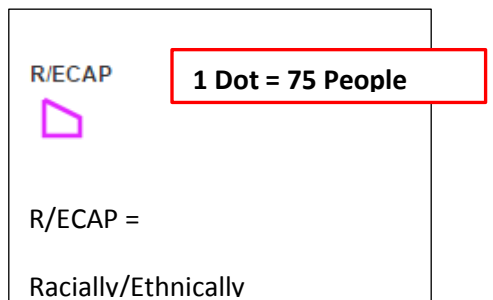 R/ECAP
1 Dot = 75 People
R/ECAP =
Racially/Ethnically